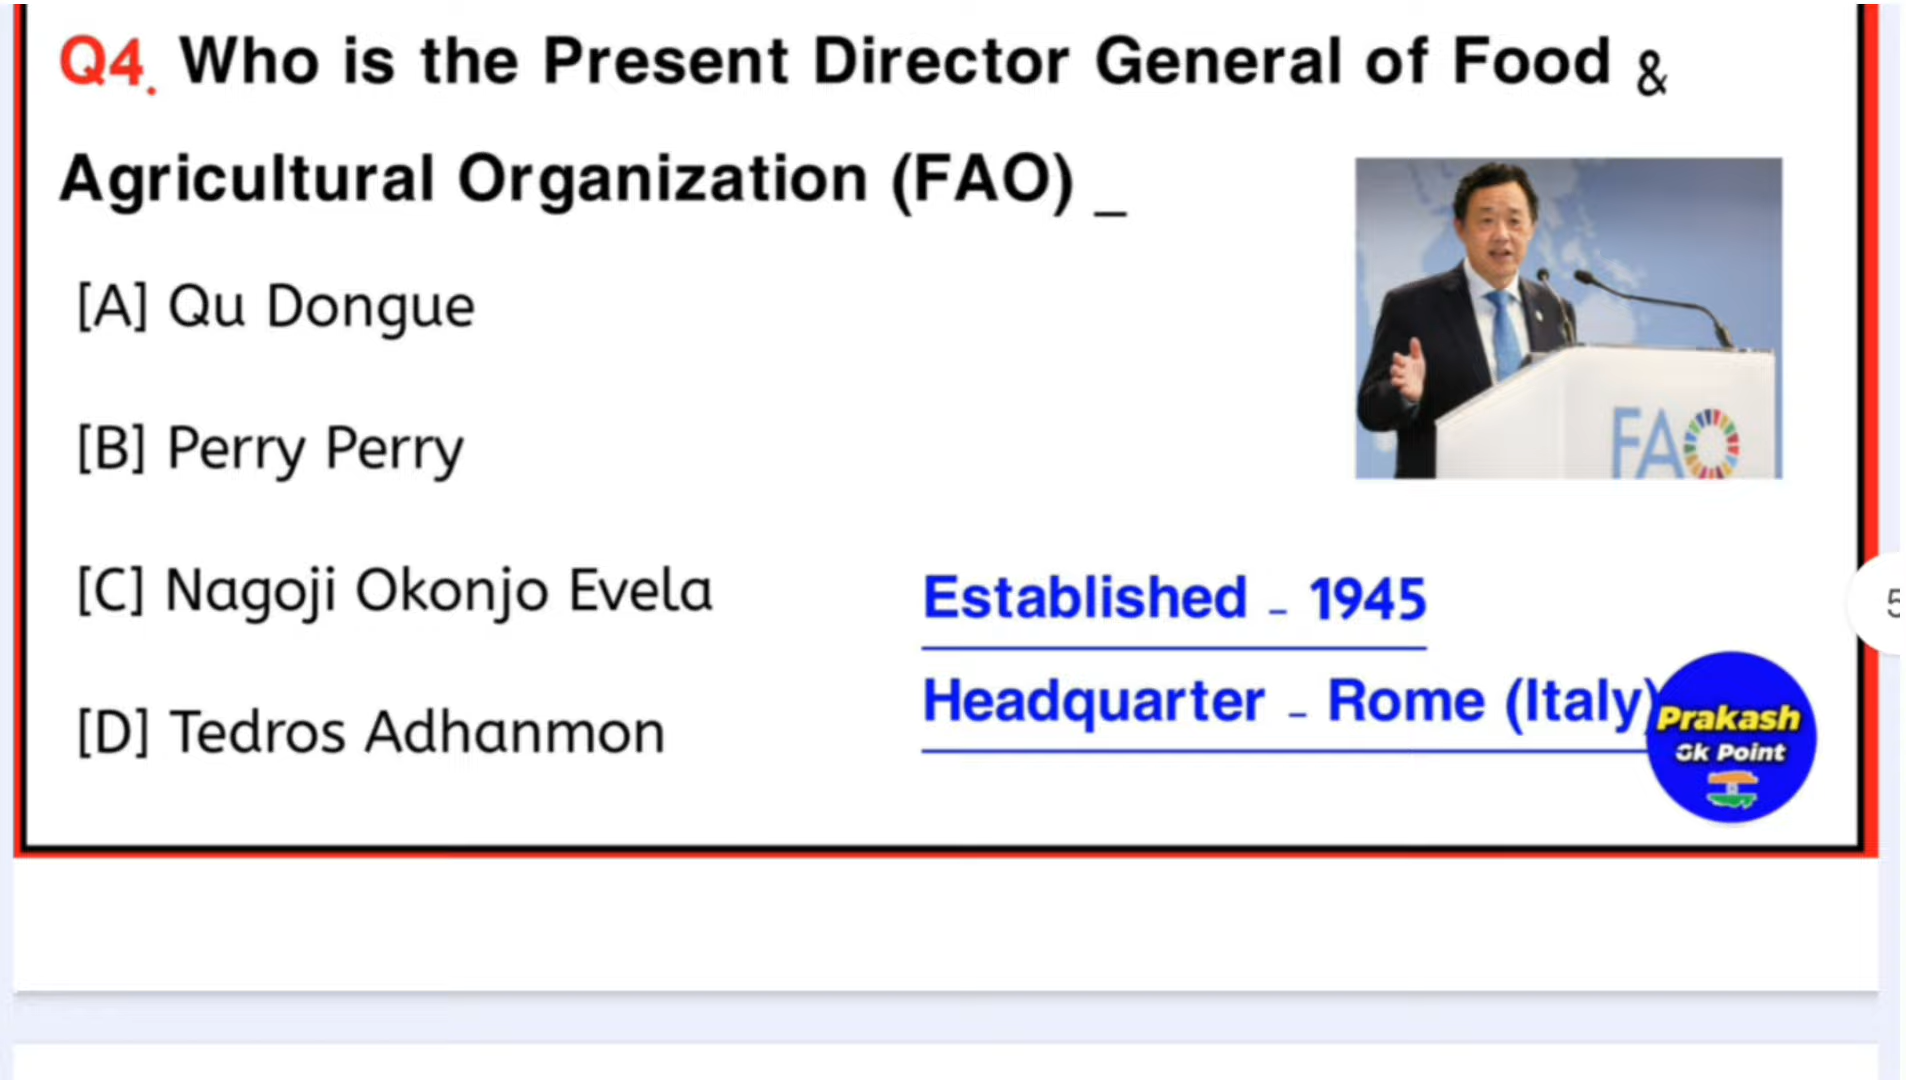 Q4. Who is the Present Director General of Food &
Agricultural Organization (FAO) _
[A] Qu Dongue
[B] Perry Perry
[C] Nagoji Okonjo Evela
[D] Tedros Adhanmon
FAO
Established - 1945
Headquarter - Rome (Italy)
5
Prakash
Gk Point